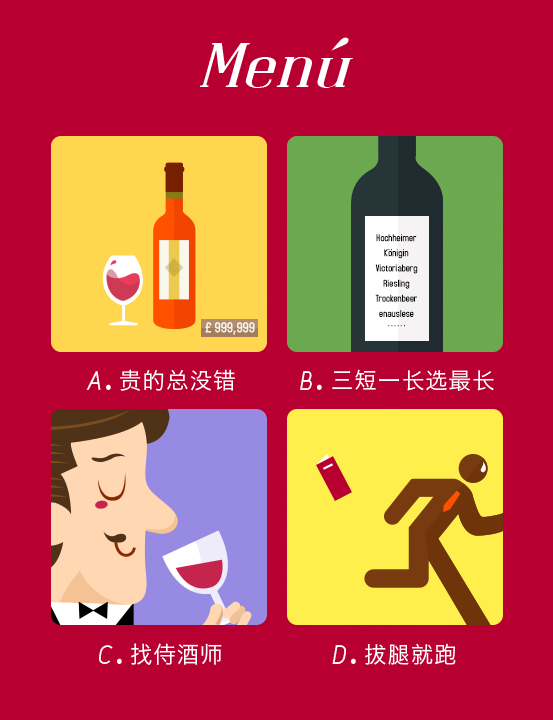 Menú
£ 999,999
Hochheimer
Königin
Victoriaberg
Riesling
Trockenbeer
enauslese
······
A. 贵的总没错
B. 三短一长选最长
C. 找侍酒师
D. 拔腿就跑